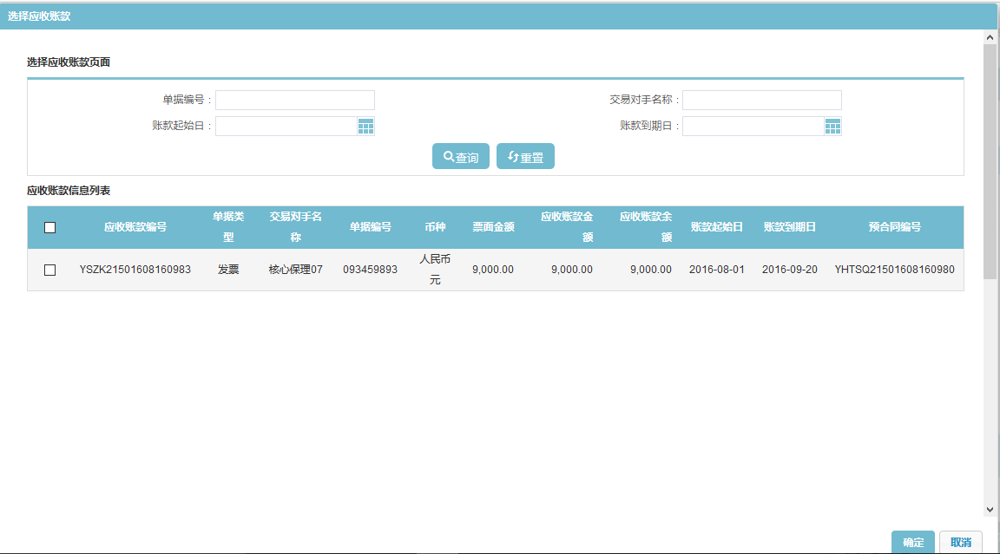 选择应收账款
选择应收账款页面
单据编号：
交易对手名称：
账款起始日：
账款到期日：
查询
重置
应收账款信息列表
应收账款编号
单据类
型
交易对手名
称
单据编号
币种
票面金额
应收账款金
额
应收账款余
额
账款起始日
账款到期日
预合同编号
YSZK21501608160983
发票
核心保理07
093459893
人民币
元
9,000.00
9,000.00
9,000.00
2016-08-01
2016-09-20
YHTSQ21501608160980
确定
取消